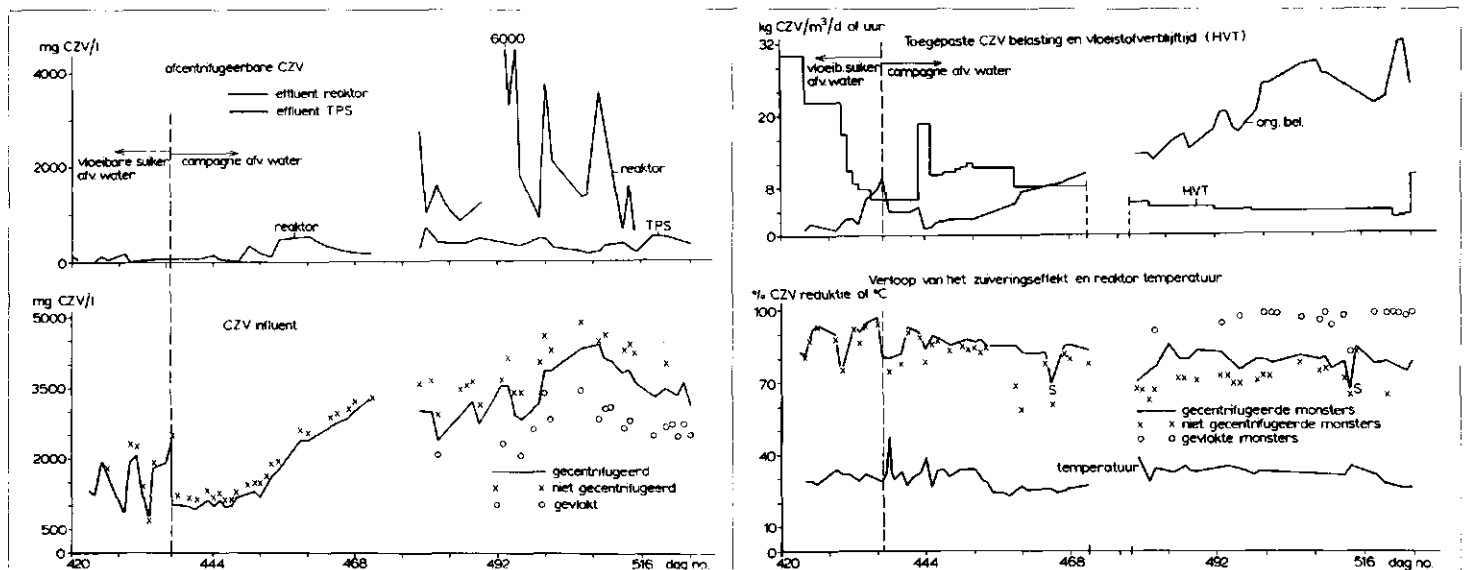 mg CZV/l
6000
4000
afcentrifugeerbare CZV
effluent reaktor
effluent TPS
vloeibare suiker
afv. water
campagne afv. water
2000
reaktor
reaktor
TPS
0
mg CZV/l
5000
CZV influent
3500
2000
gecentrifugeerd
x x niet gecentrifugeerd
o o gevlokt
500
0
420 444 468 492 516 dag no.
kg CZV/m³/d of uur
32
Toegepaste CZV belasting en vloeistofverblijftijd (HVT)
vloeib. suiker
afv. water
campagne afv. water
20
org. bel.
8
HVT
0
Verloop van het zuiveringseffekt en reaktor temperatuur
% CZV reduktie of °C
100
70
S
S
gecentrifugeerde monsters
x x niet gecentrifugeerde monsters
o o gevlokte monsters
40
temperatuur
10
0
420 444 468 492 516 dag no.